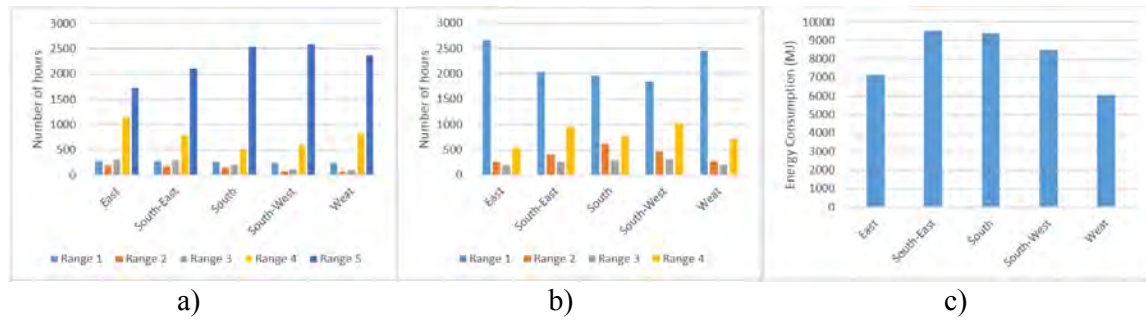 Number of hours
3000
2500
2000
1500
1000
500
0
East
South-East
South
South-West
Weat
Range 1 Range 2 Range 3 Range 4 Range 5
a)
Number of hours
3000
2500
2000
1500
1000
500
0
East
South-East
South
South-West
Weat
Range 1 Range 2 Range 3 Range 4
b)
Energy Consumption (MJ)
10000
9000
8000
7000
6000
5000
4000
3000
2000
1000
0
East
South-East
South
South-West
Weat
c)